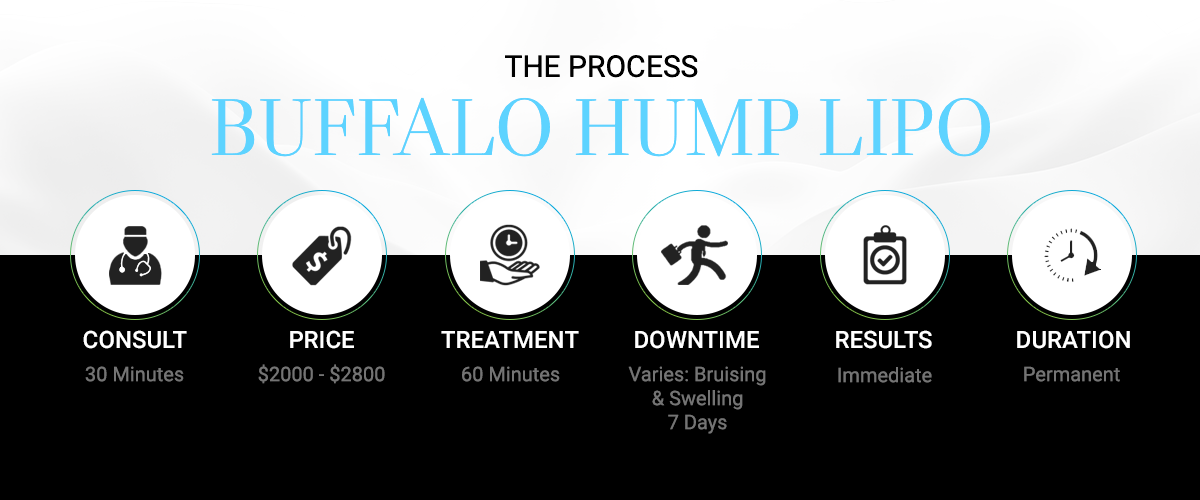 THE PROCESS
BUFFALO HUMP LIPO
CONSULT
30 Minutes
PRICE
$2000 - $2800
TREATMENT
60 Minutes
DOWNTIME
Varies: Bruising
& Swelling
7 Days
RESULTS
Immediate
DURATION
Permanent